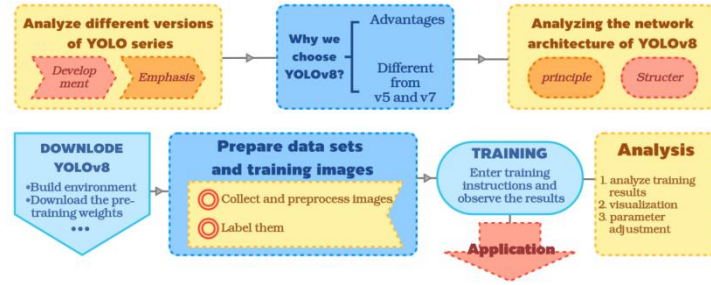 Analyze different versions
of YOLO series
Develop
ment
Emphasis
Why we
choose
YOLOv8?
Advantages
Different
from
v5 and v7
Analyzing the network
architecture of YOLOv8
principle
Structer
DOWNLODE
YOLOv8
*Build environment
*Download the pre-
training weights
•••
Prepare data sets
and training images
Collect and preprocess images
Label them
TRAINING
Enter training
instructions and
observe the results
Application
Analysis
1. analyze training
results
2. visualization
3. parameter
adjustment